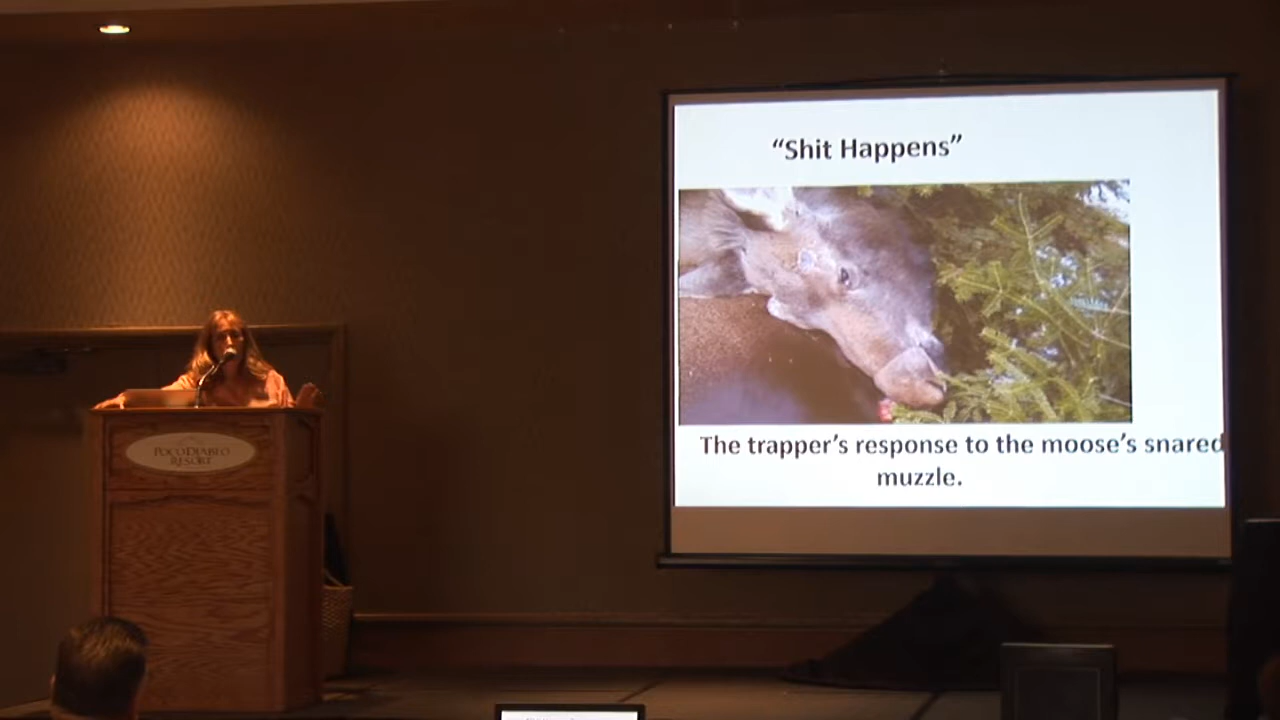 “Shit Happens”
The trapper’s response to the moose’s snared
muzzle.
POCO DIABLO
RESORT